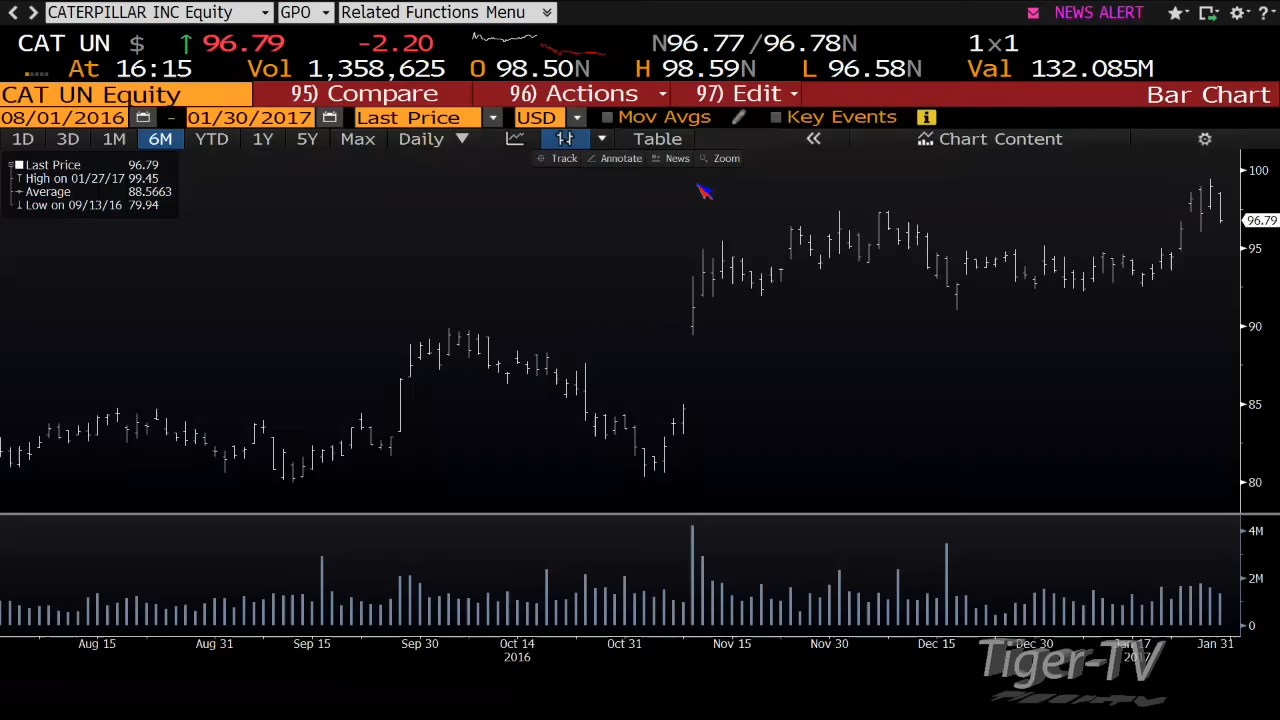 CATERPILLAR INC Equity GPO Related Functions Menu NEWS ALERT ?
CAT UN $ ↑ 96.79 -2.20 N96.77 /96.78N 1×1
At 16:15 Vol 1,358,625 O 98.50N H 98.59N L 96.58N Val 132.085M
CAT UN Equity 95) Compare 96) Actions 97) Edit Bar Chart
08/01/2016 - 01/30/2017 Last Price USD Mov Avgs Key Events i
1D 3D 1M 6M YTD 1Y 5Y Max Daily ▼ Table « Chart Content
Track Annotate News Zoom
Last Price 96.79
High on 01/27/17 99.45
Average 88.5663
Low on 09/13/16 79.94
100
96.79
95
90
85
80
4M
2M
0
Aug 15 Aug 31 Sep 15 Sep 30 Oct 14 Oct 31 Nov 15 Nov 30 Dec 15 Dec 30 Jan 17 Jan 31
2016 2017
Tiger-TV